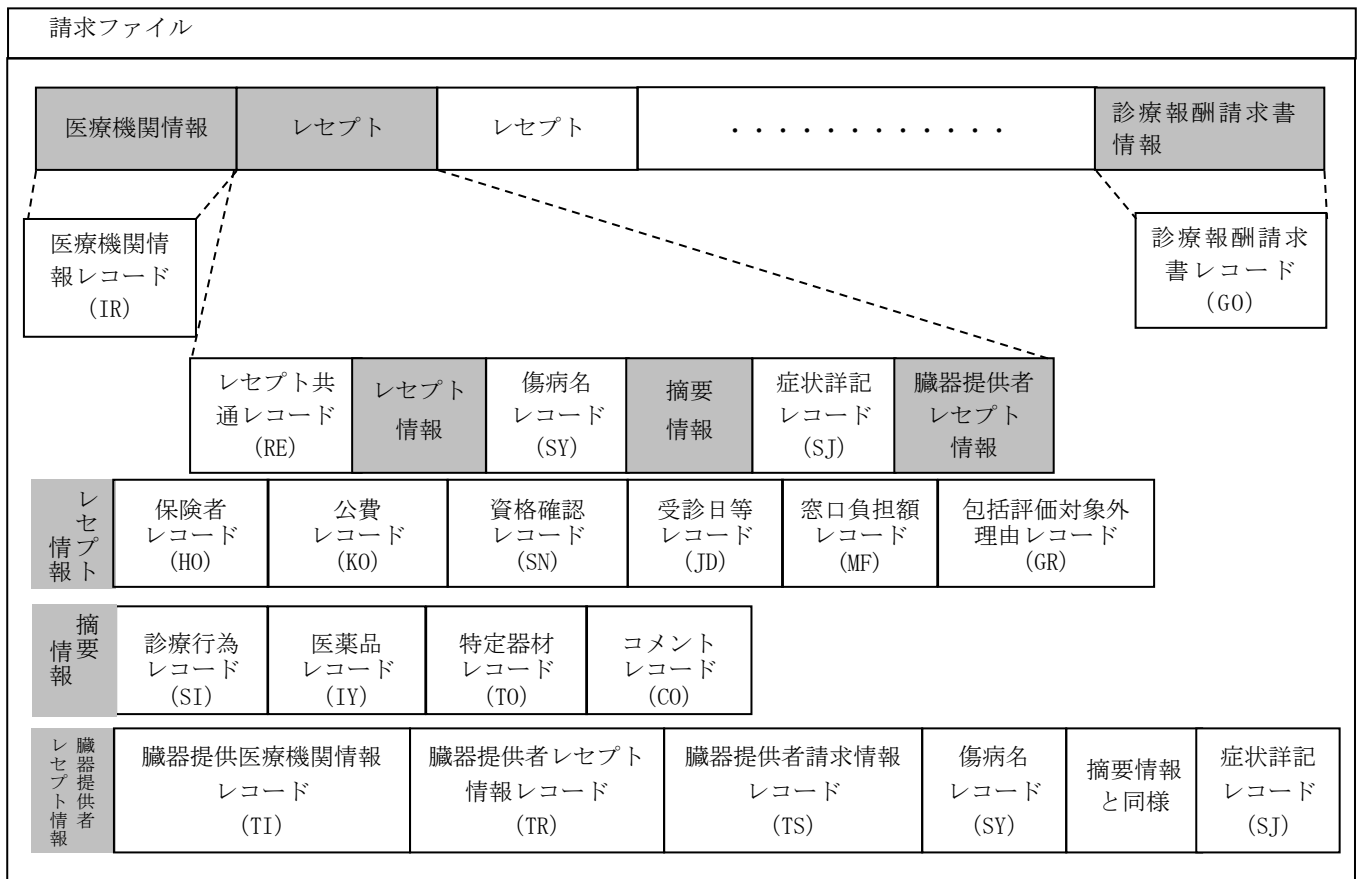 請求ファイル
医療機関情報
レセプト
レセプト
・・・・・・・・・・・・
診療報酬請求書
情報
医療機関情
報レコード
(IR)
診療報酬請求
書レコード
(GO)
レセプト共
通レコード
(RE)
レセプト
情報
傷病名
レコード
(SY)
摘要
情報
症状詳記
レコード
(SJ)
臓器提供者
レセプト
情報
レセプト
情報
保険者
レコード
(HO)
公費
レコード
(KO)
資格確認
レコード
(SN)
受診日等
レコード
(JD)
窓口負担額
レコード
(MF)
包括評価対象外
理由レコード
(GR)
摘要
情報
診療行為
レコード
(SI)
医薬品
レコード
(IY)
特定器材
レコード
(TO)
コメント
レコード
(CO)
臓器提供者
レセプト情報
臓器提供医療機関情報
レコード
(TI)
臓器提供者レセプト
情報レコード
(TR)
臓器提供者請求情報
レコード
(TS)
傷病名
レコード
(SY)
摘要情報
と同様
症状詳記
レコード
(SJ)